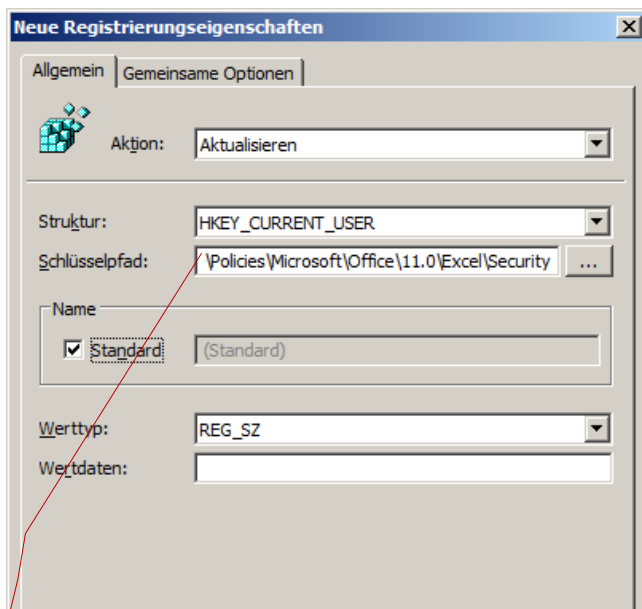 Neue Registrierungseigenschaften
Allgemein Gemeinsame Optionen
Aktion: Aktualisieren
Struktur: HKEY_CURRENT_USER
Schlüsselpfad: \Policies\Microsoft\Office\11.0\Excel\Security ...
Name
Standard (Standard)
Werttyp: REG_SZ
Wertdaten: